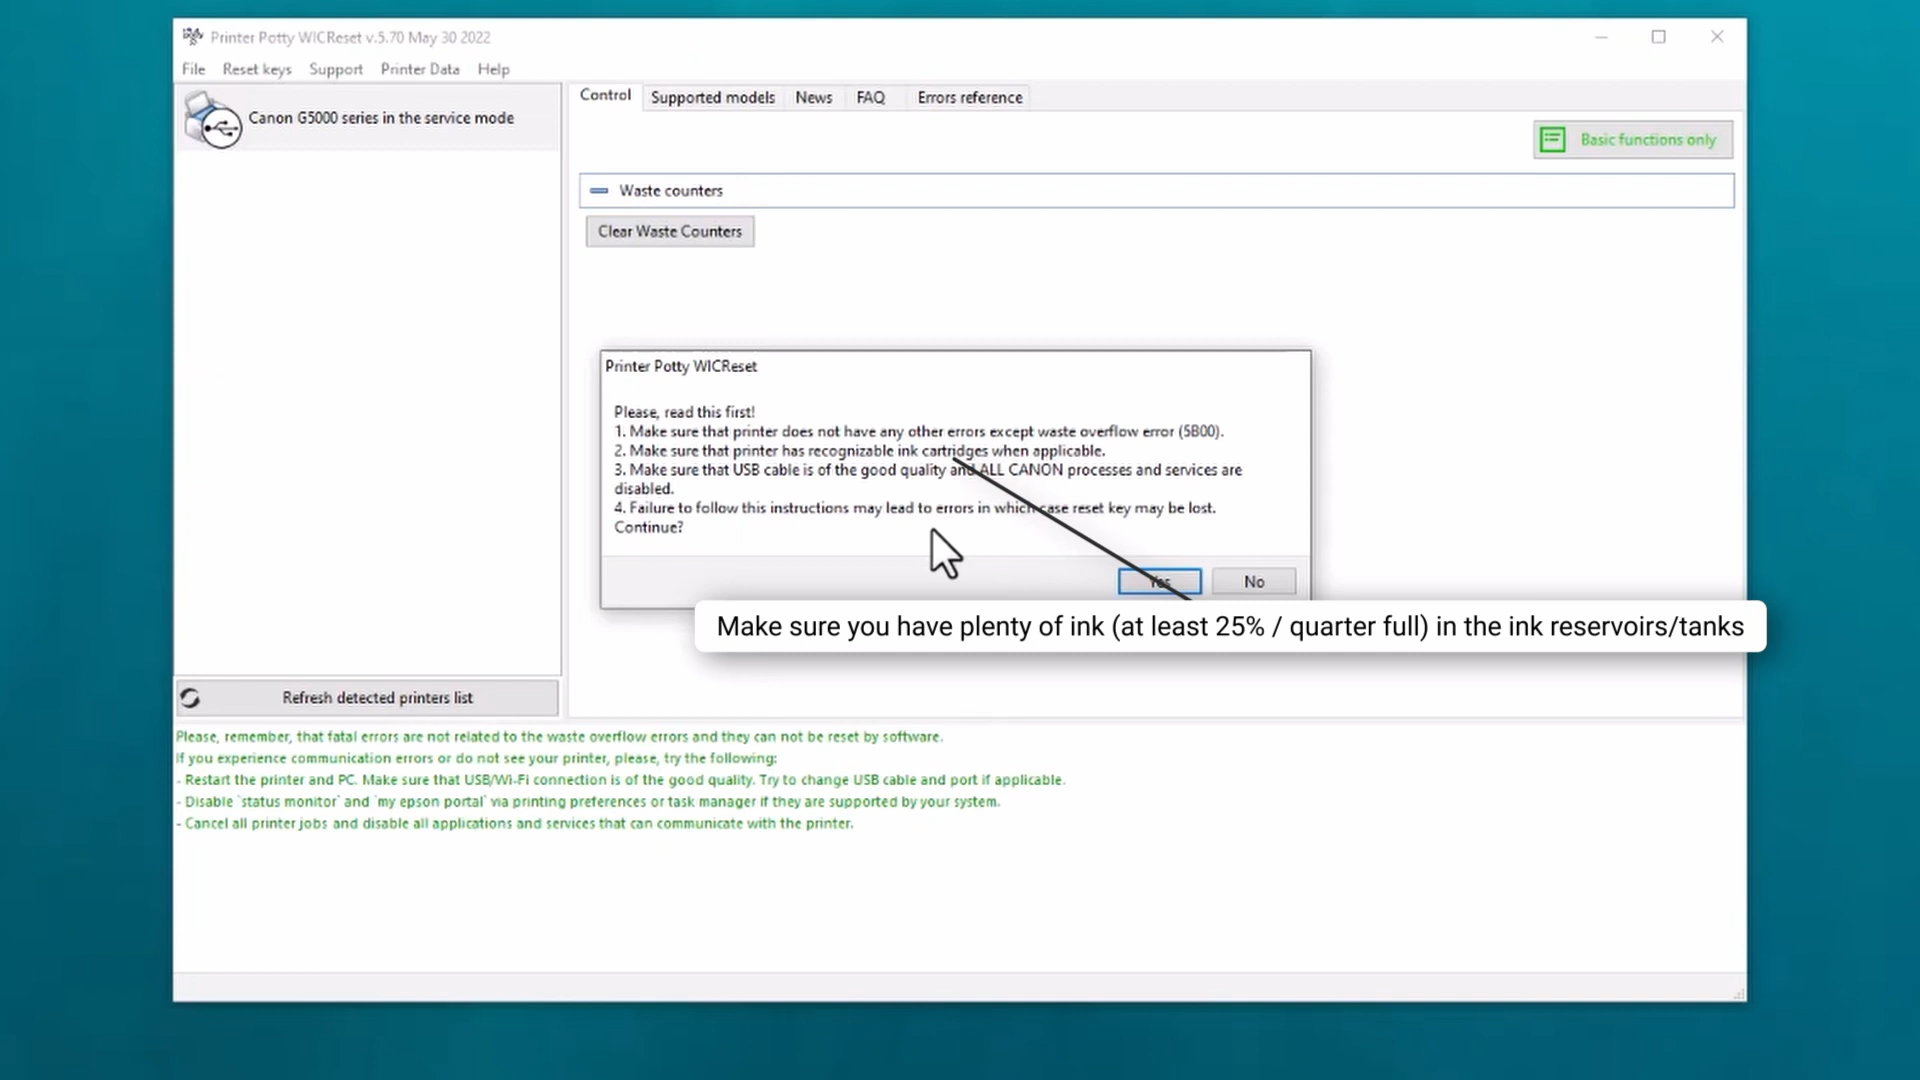 Printer Potty WICReset v.5.70 May 30 2022
File Reset keys Support Printer Data Help
Canon G5000 series in the service mode
Control Supported models News FAQ Errors reference
Basic functions only
Waste counters
Clear Waste Counters
Printer Potty WICReset
Please, read this first!
1. Make sure that printer does not have any other errors except waste overflow error (5B00).
2. Make sure that printer has recognizable ink cartridges when applicable.
3. Make sure that USB cable is of the good quality and ALL CANON processes and services are
disabled.
4. Failure to follow this instructions may lead to errors in which case reset key may be lost.
Continue?
Yes No
Make sure you have plenty of ink (at least 25% / quarter full) in the ink reservoirs/tanks
Refresh detected printers list
Please, remember, that fatal errors are not related to the waste overflow errors and they can not be reset by software.
If you experience communication errors or do not see your printer, please, try the following:
- Restart the printer and PC. Make sure that USB/Wi-Fi connection is of the good quality. Try to change USB cable and port if applicable.
- Disable `status monitor` and `my epson portal` via printing preferences or task manager if they are supported by your system.
- Cancel all printer jobs and disable all applications and services that can communicate with the printer.